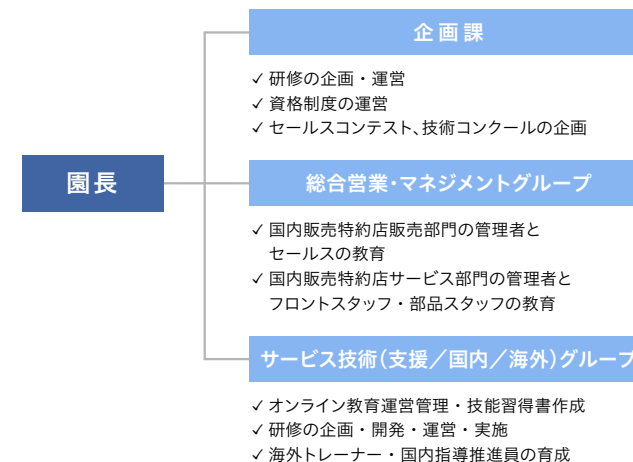 企画課
✓ 研修の企画・運営
✓ 資格制度の運営
✓ セールスコンテスト、技術コンクールの企画
園長
総合営業・マネジメントグループ
✓ 国内販売特約店販売部門の管理者と
セールスの教育
✓ 国内販売特約店サービス部門の管理者と
フロントスタッフ・部品スタッフの教育
サービス技術(支援／国内／海外)グループ
✓ オンライン教育運営管理・技能習得書作成
✓ 研修の企画・開発・運営・実施
✓ 海外トレーナー・国内指導推進員の育成